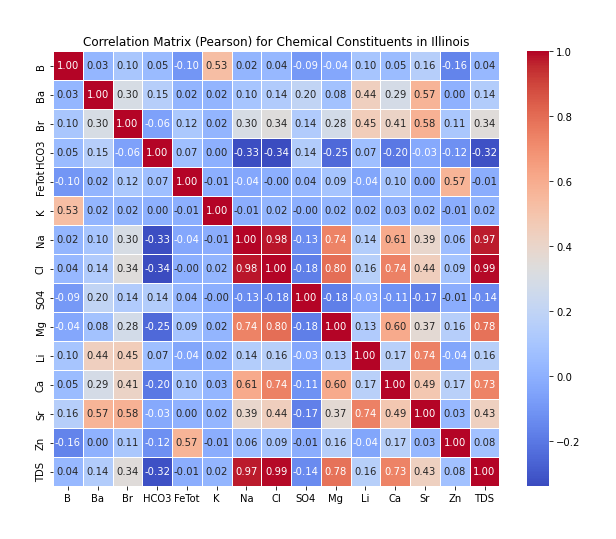 Correlation Matrix (Pearson) for Chemical Constituents in Illinois
B 1.00 0.03 0.10 0.05 -0.10 0.53 0.02 0.04 -0.09 -0.04 0.10 0.05 0.16 -0.16 0.04
Ba 0.03 1.00 0.30 0.15 0.02 0.02 0.10 0.14 0.20 0.08 0.44 0.29 0.57 0.00 0.14
Br 0.10 0.30 1.00 -0.06 0.12 0.02 0.30 0.34 0.14 0.28 0.45 0.41 0.58 0.11 0.34
HCO3 0.05 0.15 -0.06 1.00 0.07 0.00 -0.33 -0.34 0.14 -0.25 0.07 -0.20 -0.03 -0.12 -0.32
FeTot -0.10 0.02 0.12 0.07 1.00 -0.01 -0.04 -0.00 0.04 0.09 -0.04 0.10 0.00 0.57 -0.01
K 0.53 0.02 0.02 0.00 -0.01 1.00 -0.01 0.02 -0.00 0.02 0.02 0.03 0.02 -0.01 0.02
Na 0.02 0.10 0.30 -0.33 -0.04 -0.01 1.00 0.98 -0.13 0.74 0.14 0.61 0.39 0.06 0.97
Cl 0.04 0.14 0.34 -0.34 -0.00 0.02 0.98 1.00 -0.18 0.80 0.16 0.74 0.44 0.09 0.99
SO4 -0.09 0.20 0.14 0.14 0.04 -0.00 -0.13 -0.18 1.00 -0.18 -0.03 -0.11 -0.17 -0.01 -0.14
Mg -0.04 0.08 0.28 -0.25 0.09 0.02 0.74 0.80 -0.18 1.00 0.13 0.60 0.37 0.16 0.78
Li 0.10 0.44 0.45 0.07 -0.04 0.02 0.14 0.16 -0.03 0.13 1.00 0.17 0.74 -0.04 0.16
Ca 0.05 0.29 0.41 -0.20 0.10 0.03 0.61 0.74 -0.11 0.60 0.17 1.00 0.49 0.17 0.73
Sr 0.16 0.57 0.58 -0.03 0.00 0.02 0.39 0.44 -0.17 0.37 0.74 0.49 1.00 0.03 0.43
Zn -0.16 0.00 0.11 -0.12 0.57 -0.01 0.06 0.09 -0.01 0.16 -0.04 0.17 0.03 1.00 0.08
TDS 0.04 0.14 0.34 -0.32 -0.01 0.02 0.97 0.99 -0.14 0.78 0.16 0.73 0.43 0.08 1.00
B Ba Br HCO3 FeTot K Na Cl SO4 Mg Li Ca Sr Zn TDS
1.0
0.8
0.6
0.4
0.2
0.0
−0.2